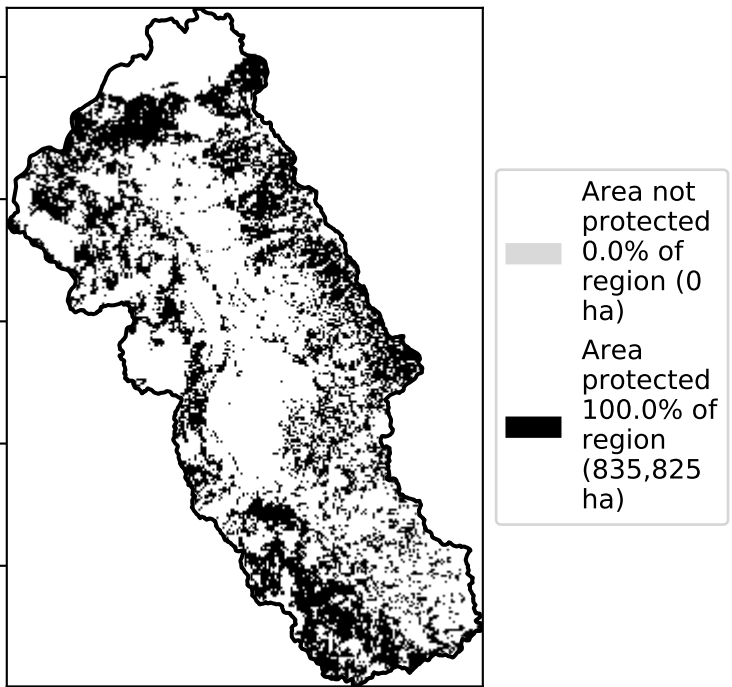 Area not
protected
0.0% of
region (0
ha)
Area
protected
100.0% of
region
(835,825
ha)